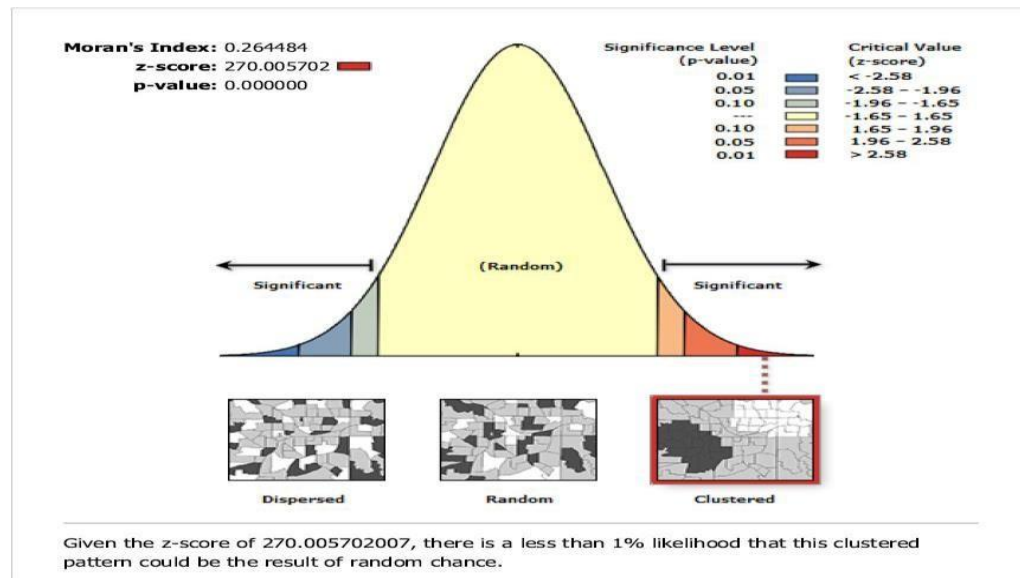 Moran's Index: 0.264484
z-score: 270.005702
p-value: 0.000000
Significance Level
(p-value)
Critical Value
(z-score)
0.01 < -2.58
0.05 -2.58 – -1.96
0.10 -1.96 – -1.65
--- -1.65 – 1.65
0.10 1.65 – 1.96
0.05 1.96 – 2.58
0.01 > 2.58
(Random)
Significant
Significant
Dispersed
Random
Clustered
Given the z-score of 270.005702007, there is a less than 1% likelihood that this clustered
pattern could be the result of random chance.